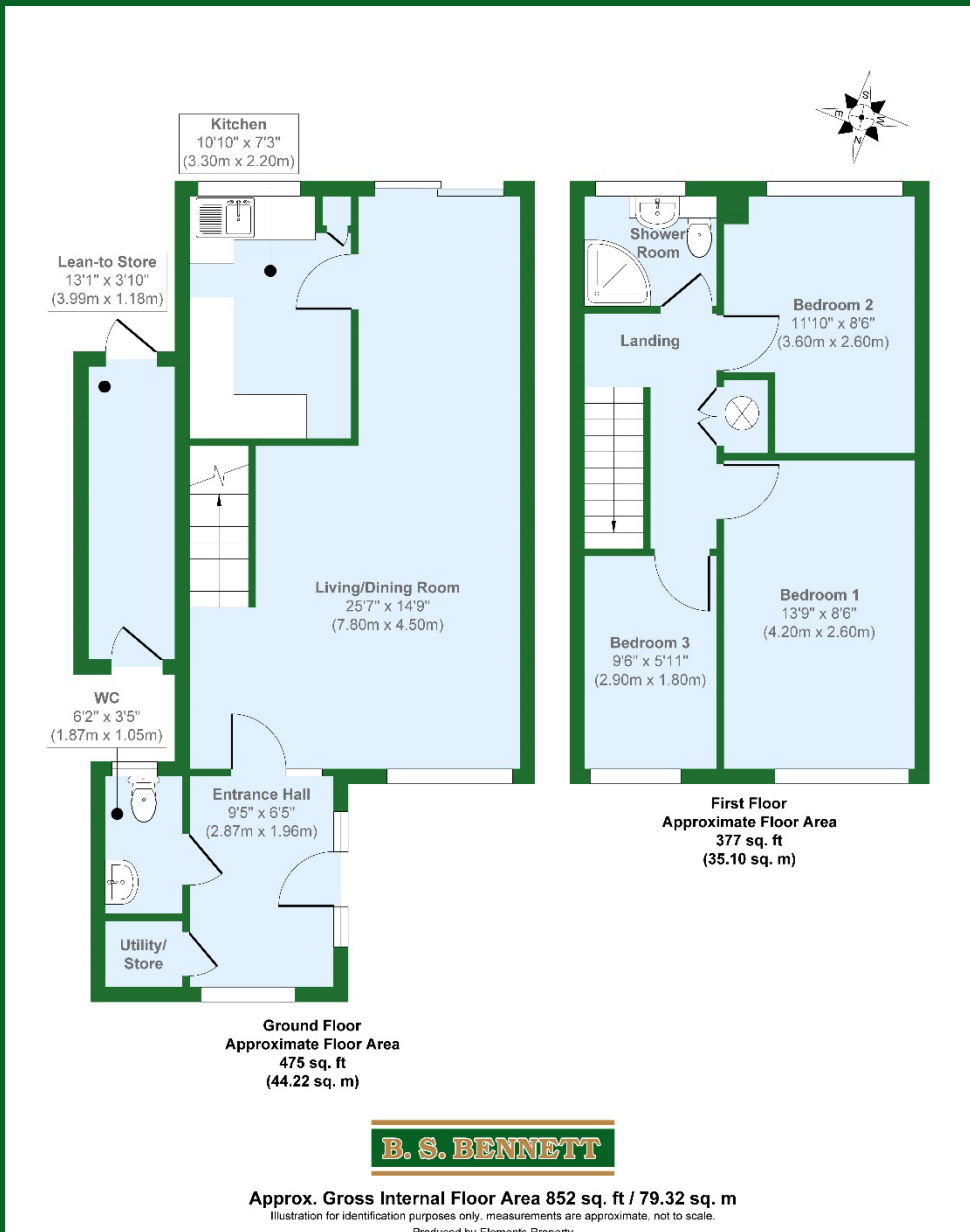 Kitchen
10'10" x 7'3"
(3.30m x 2.20m)
Lean-to Store
13'1" x 3'10"
(3.99m x 1.18m)
Living/Dining Room
25'7" x 14'9"
(7.80m x 4.50m)
WC
6'2" x 3'5"
(1.87m x 1.05m)
Entrance Hall
9'5" x 6'5"
(2.87m x 1.96m)
Utility/
Store
Ground Floor
Approximate Floor Area
475 sq. ft
(44.22 sq. m)
S
W
E
N
Shower
Room
Landing
Bedroom 2
11'10" x 8'6"
(3.60m x 2.60m)
Bedroom 1
13'9" x 8'6"
(4.20m x 2.60m)
Bedroom 3
9'6" x 5'11"
(2.90m x 1.80m)
First Floor
Approximate Floor Area
377 sq. ft
(35.10 sq. m)
B. S. BENNETT
Approx. Gross Internal Floor Area 852 sq. ft / 79.32 sq. m
Illustration for identification purposes only, measurements are approximate, not to scale.
Produced by Elements Property